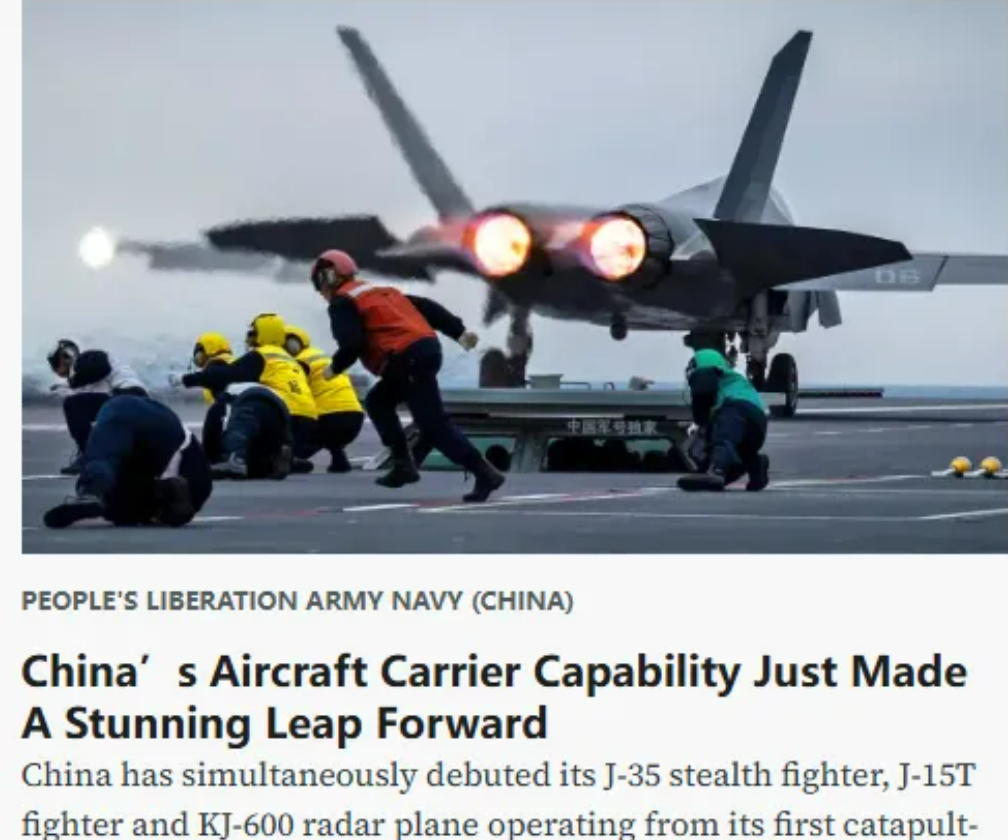 06
中国军号独家
PEOPLE'S LIBERATION ARMY NAVY (CHINA)
China’s Aircraft Carrier Capability Just Made
A Stunning Leap Forward
China has simultaneously debuted its J-35 stealth fighter, J-15T
fighter and KJ-600 radar plane operating from its first catapult-